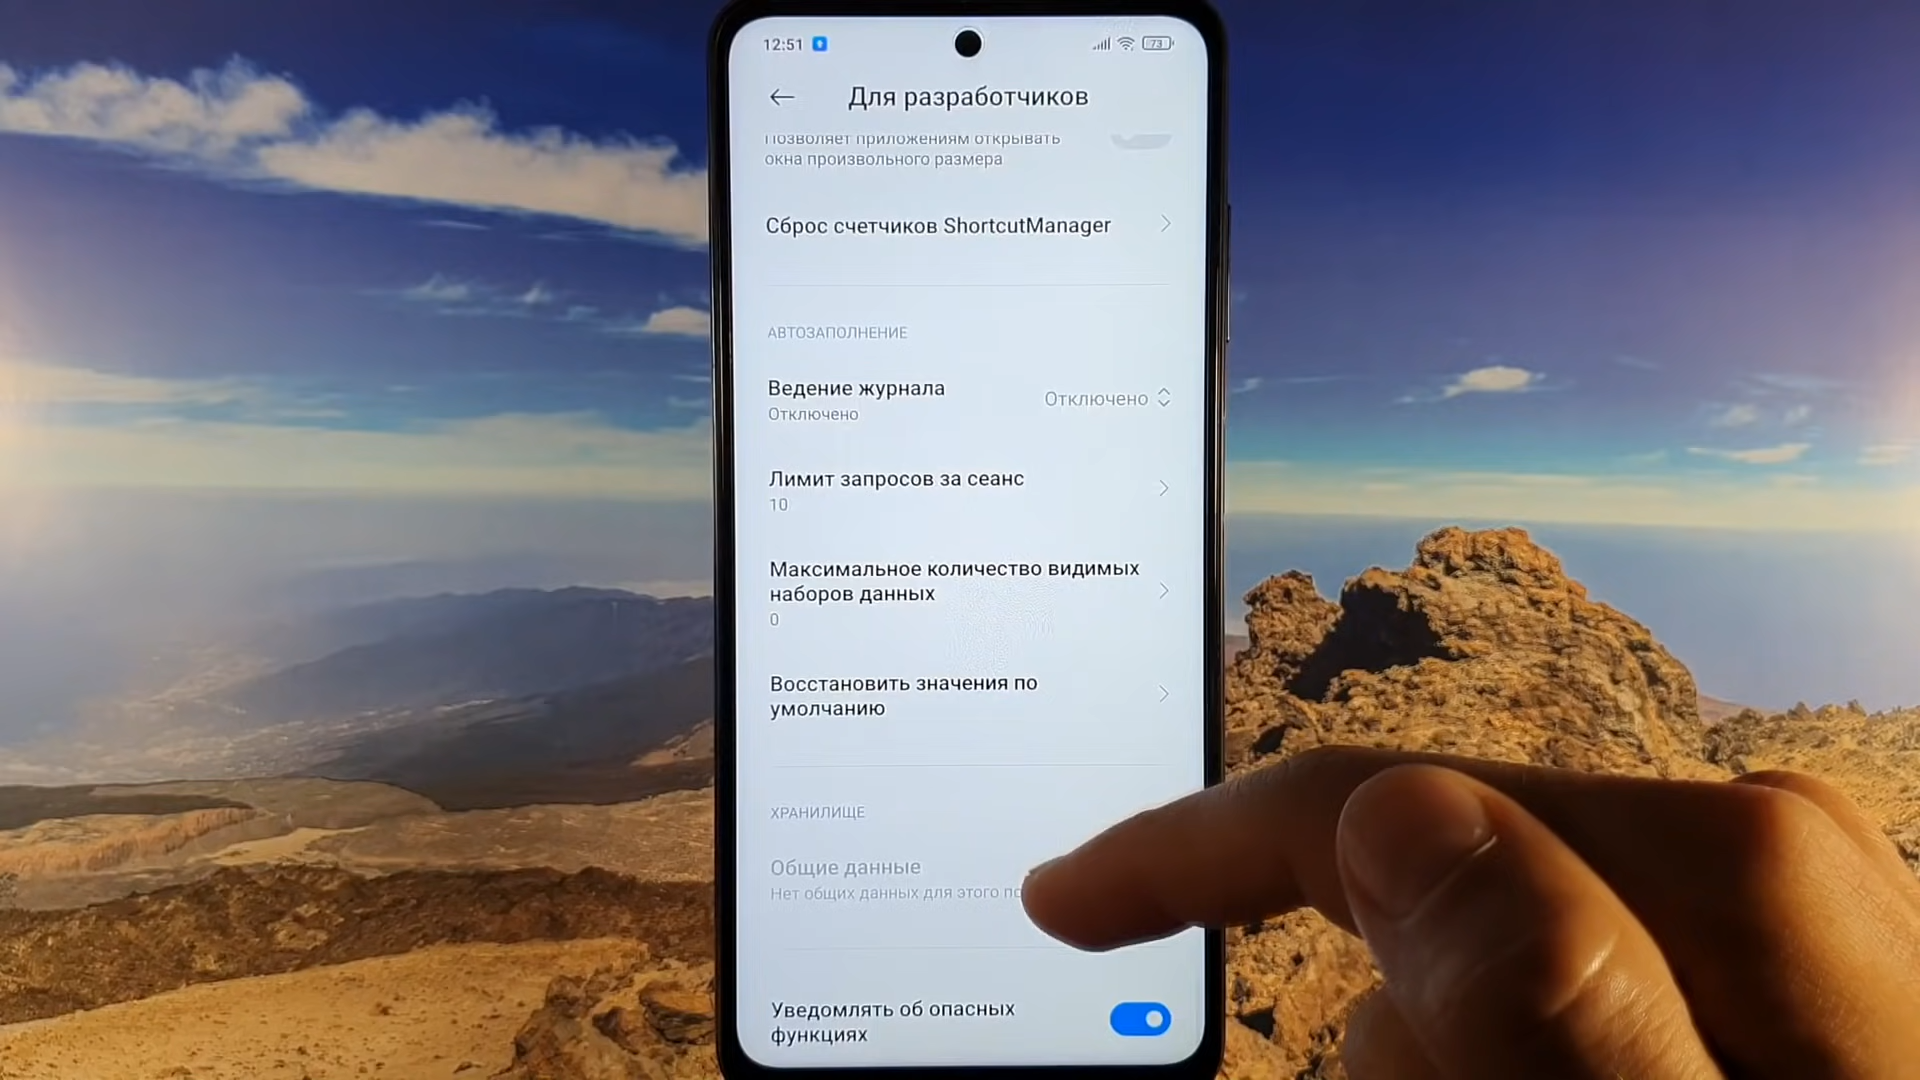 12:51
73
Для разработчиков
Позволяет приложениям открывать
окна произвольного размера
Сброс счетчиков ShortcutManager
АВТОЗАПОЛНЕНИЕ
Ведение журнала
Отключено
Отключено
Лимит запросов за сеанс
10
Максимальное количество видимых
наборов данных
0
Восстановить значения по
умолчанию
ХРАНИЛИЩЕ
Общие данные
Нет общих данных для этого
Уведомлять об опасных
функциях